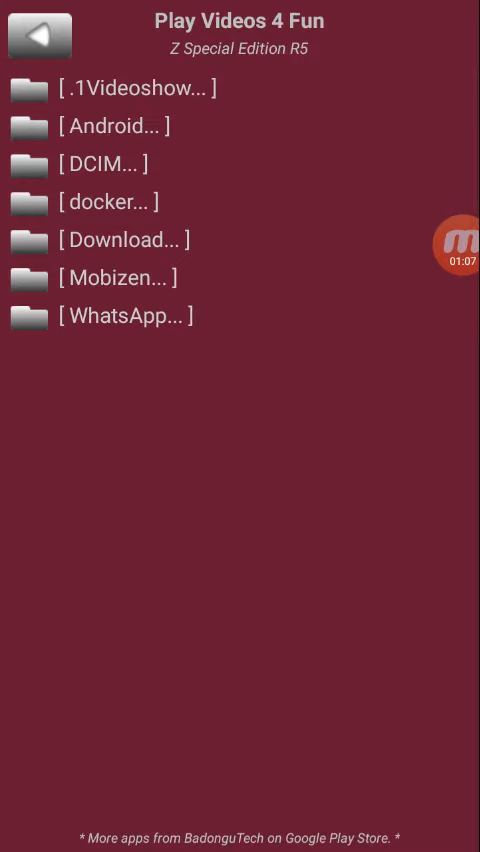 Play Videos 4 Fun
Z Special Edition R5
[ .1Videoshow... ]
[ Android... ]
[ DCIM... ]
[ docker... ]
[ Download... ]
[ Mobizen... ]
[ WhatsApp... ]
m
01:07
* More apps from BadonguTech on Google Play Store. *